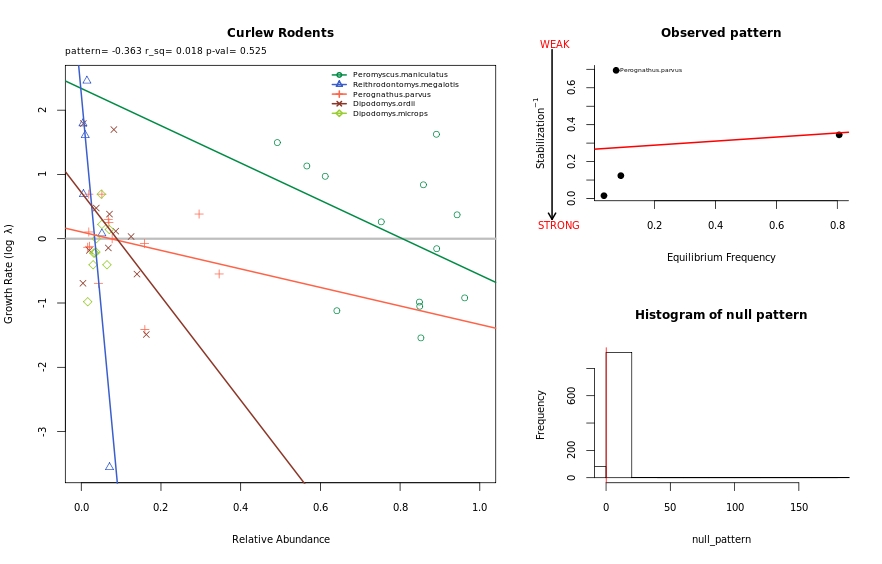 Curlew Rodents
pattern= -0.363 r_sq= 0.018 p-val= 0.525
Peromyscus.maniculatus
Reithrodontomys.megalotis
Perognathus.parvus
Dipodomys.ordii
Dipodomys.microps
2
1
0
-1
-2
-3
Growth Rate (log λ)
0.0 0.2 0.4 0.6 0.8 1.0
Relative Abundance
WEAK
STRONG
Observed pattern
Perognathus.parvus
Stabilization⁻¹
0.6
0.4
0.2
0.0
0.2 0.4 0.6 0.8
Equilibrium Frequency
Histogram of null pattern
Frequency
600
200
0
0 50 100 150
null_pattern